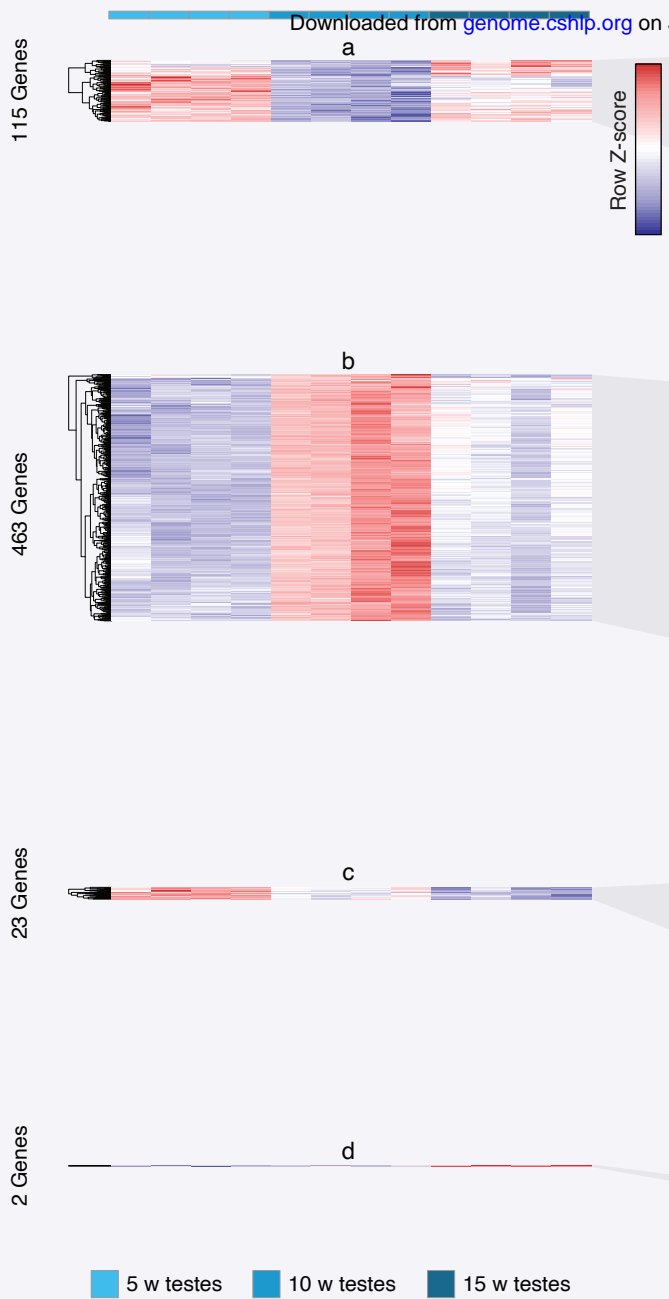 Downloaded from genome.cshlp.org on
a
115 Genes
Row Z-score
b
463 Genes
c
23 Genes
d
2 Genes
5 w testes
10 w testes
15 w testes